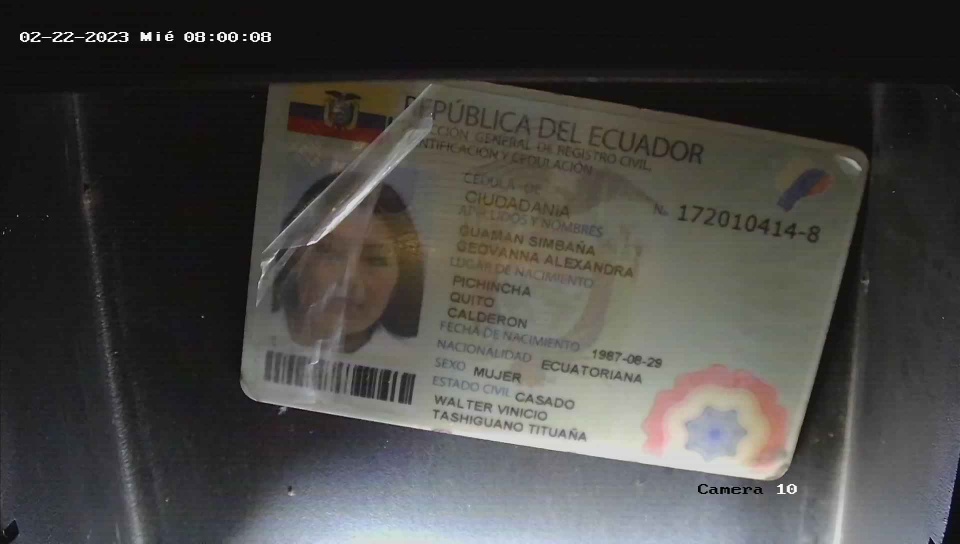 02-22-2023 Mié 08:00:08
REPÚBLICA DEL ECUADOR
GENERAL DE REGISTRO CIVIL,
Y CEDULACIÓN
CÉDULA DE
CIUDADANÍA
No. 172010414-8
APELLIDOS Y NOMBRES
GUAMAN SIMBAÑA
GEOVANNA ALEXANDRA
LUGAR DE NACIMIENTO
PICHINCHA
QUITO
CALDERON
FECHA DE NACIMIENTO 1987-08-29
NACIONALIDAD ECUATORIANA
SEXO MUJER
ESTADO CIVIL CASADO
WALTER VINICIO
TASHIGUANO TITUAÑA
Camera 10